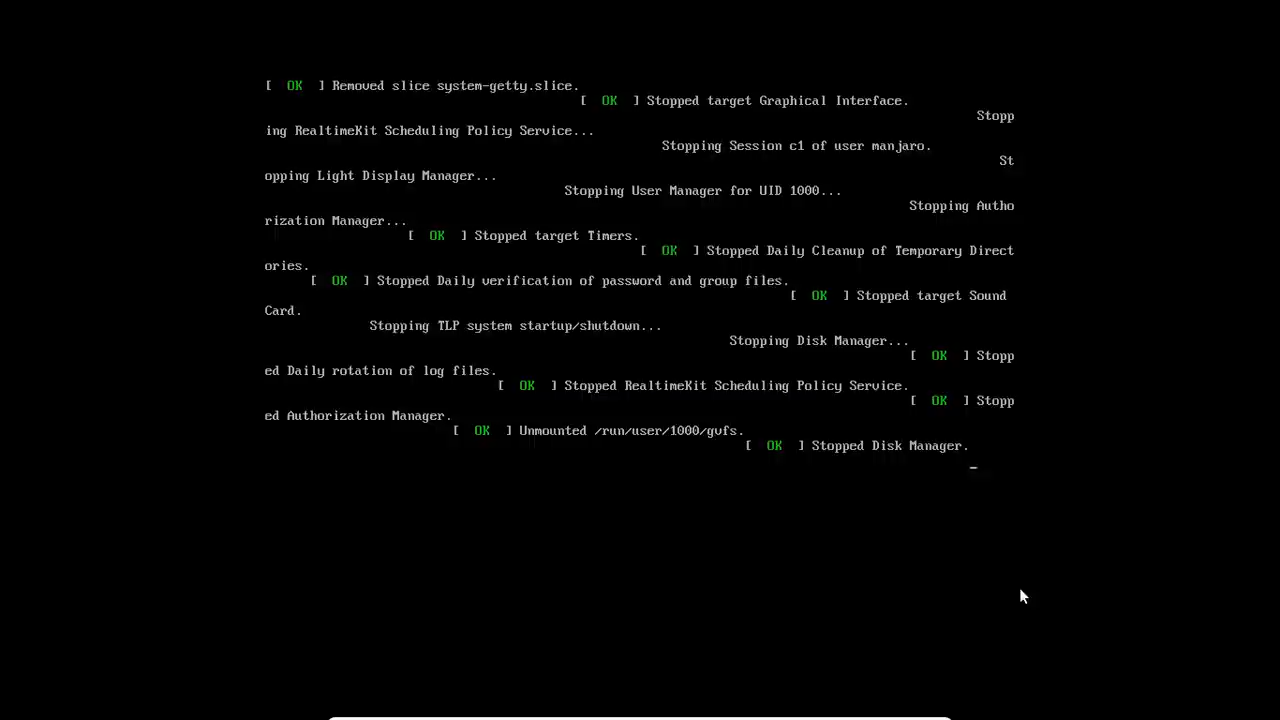 [  OK  ] Removed slice system-getty.slice.
[  OK  ] Stopped target Graphical Interface.
Stopp
ing RealtimeKit Scheduling Policy Service...
Stopping Session c1 of user manjaro.
St
opping Light Display Manager...
Stopping User Manager for UID 1000...
Stopping Autho
rization Manager...
[  OK  ] Stopped target Timers.
[  OK  ] Stopped Daily Cleanup of Temporary Direct
ories.
[  OK  ] Stopped Daily verification of password and group files.
[  OK  ] Stopped target Sound
Card.
Stopping TLP system startup/shutdown...
Stopping Disk Manager...
[  OK  ] Stopp
ed Daily rotation of log files.
[  OK  ] Stopped RealtimeKit Scheduling Policy Service.
[  OK  ] Stopp
ed Authorization Manager.
[  OK  ] Unmounted /run/user/1000/gvfs.
[  OK  ] Stopped Disk Manager.